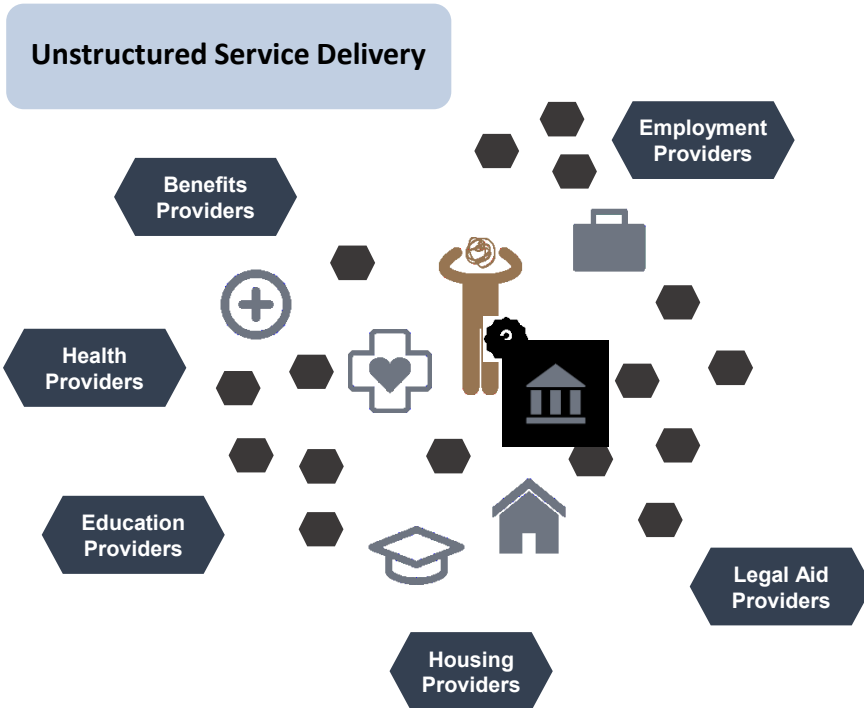 Unstructured Service Delivery
Employment
Providers
Benefits
Providers
Health
Providers
Education
Providers
Legal Aid
Providers
Housing
Providers